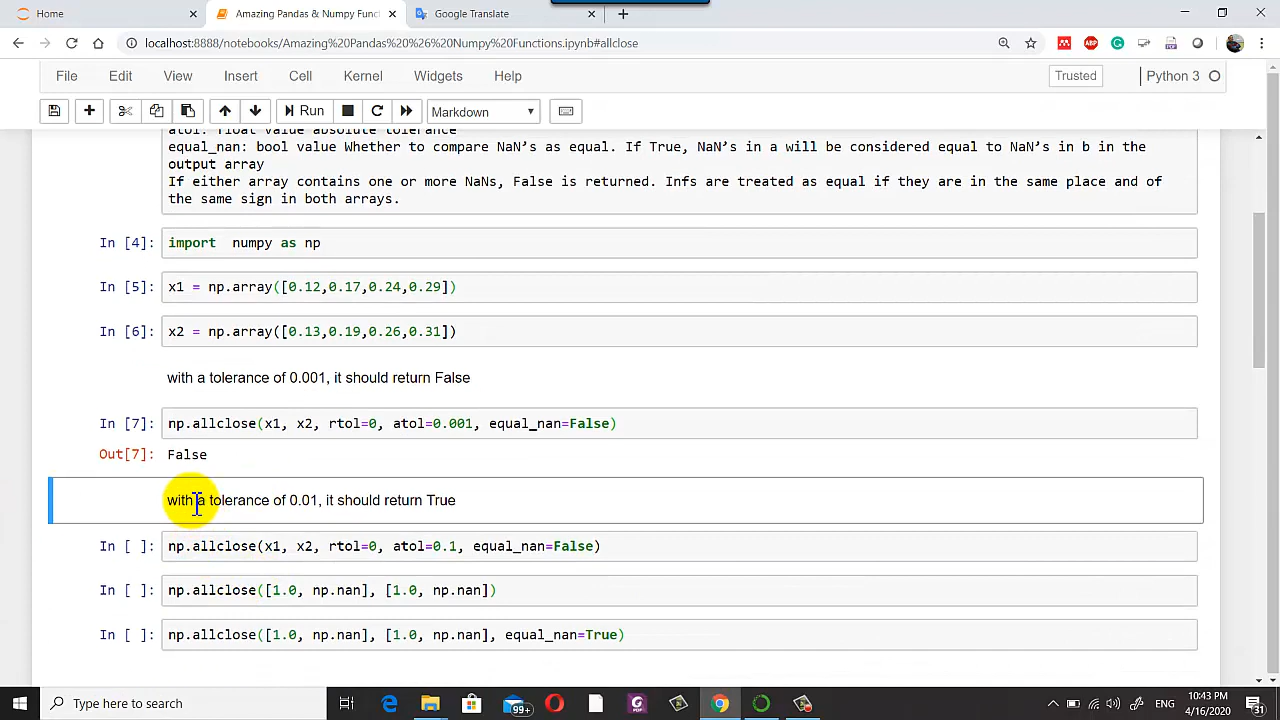 Home
Amazing Pandas & Numpy Func
Google Translate
localhost:8888/notebooks/Amazing%20Pandas%20%26%20Numpy%20Functions.ipynb#allclose
ABP
File Edit View Insert Cell Kernel Widgets Help
Trusted
Python 3
Run
Markdown
atol: float value absolute tolerance
equal_nan: bool value Whether to compare NaN’s as equal. If True, NaN’s in a will be considered equal to NaN’s in b in the
output array
If either array contains one or more NaNs, False is returned. Infs are treated as equal if they are in the same place and of
the same sign in both arrays.
In [4]: import  numpy as np
In [5]: x1 = np.array([0.12,0.17,0.24,0.29])
In [6]: x2 = np.array([0.13,0.19,0.26,0.31])
with a tolerance of 0.001, it should return False
In [7]: np.allclose(x1, x2, rtol=0, atol=0.001, equal_nan=False)
Out[7]: False
with a tolerance of 0.01, it should return True
In [ ]: np.allclose(x1, x2, rtol=0, atol=0.1, equal_nan=False)
In [ ]: np.allclose([1.0, np.nan], [1.0, np.nan])
In [ ]: np.allclose([1.0, np.nan], [1.0, np.nan], equal_nan=True)
Type here to search
99+
ENG
10:43 PM
4/16/2020
31